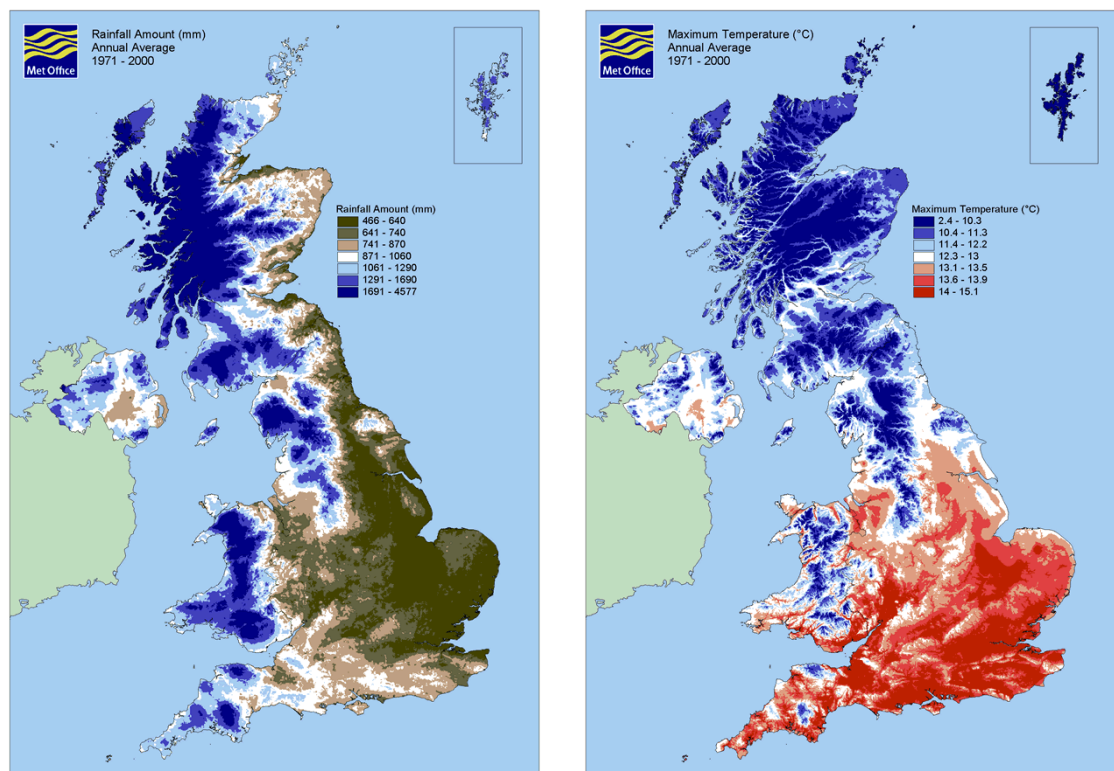 Met Office
Rainfall Amount (mm)
Annual Average
1971 - 2000
Rainfall Amount (mm)
466 - 640
641 - 740
741 - 870
871 - 1060
1061 - 1290
1291 - 1690
1691 - 4577
Met Office
Maximum Temperature (°C)
Annual Average
1971 - 2000
Maximum Temperature (°C)
2.4 - 10.3
10.4 - 11.3
11.4 - 12.2
12.3 - 13
13.1 - 13.5
13.6 - 13.9
14 - 15.1